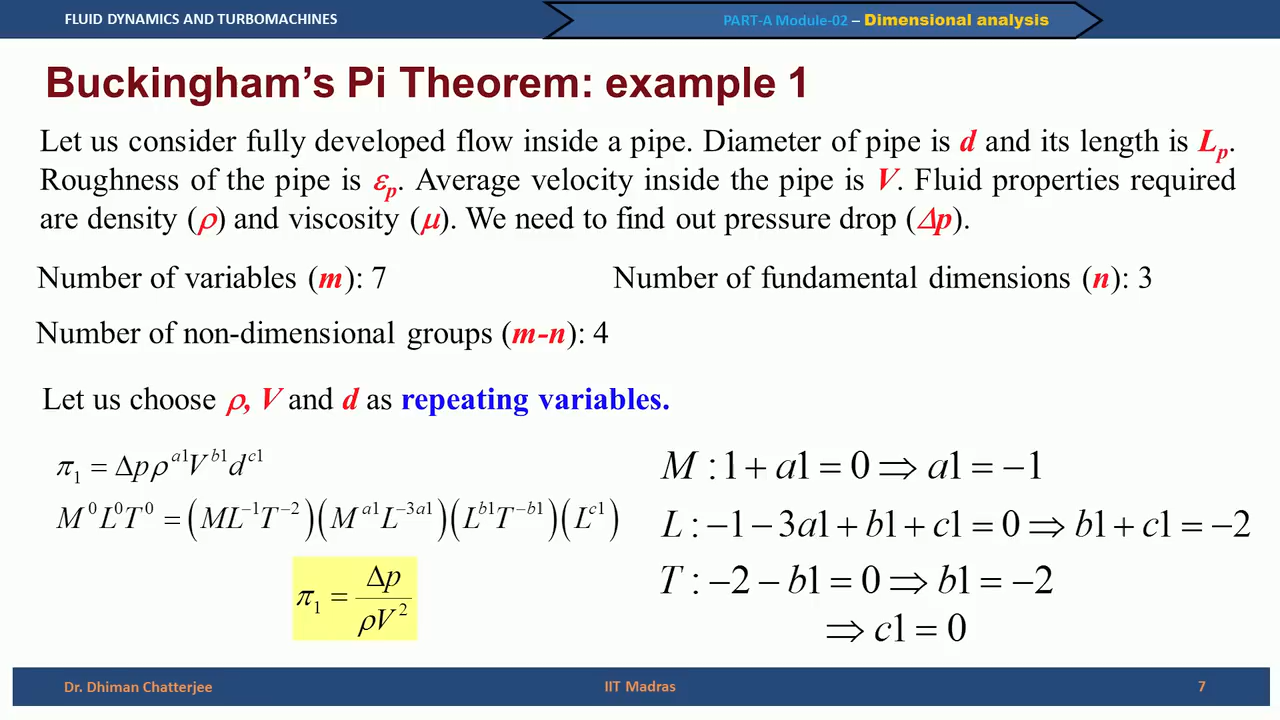 FLUID DYNAMICS AND TURBOMACHINES
PART-A Module-02 – Dimensional analysis
Buckingham's Pi Theorem: example 1
Let us consider fully developed flow inside a pipe. Diameter of pipe is d and its length is Lₚ.
Roughness of the pipe is εₚ. Average velocity inside the pipe is V. Fluid properties required
are density (ρ) and viscosity (μ). We need to find out pressure drop (Δp).
Number of variables (m): 7
Number of fundamental dimensions (n): 3
Number of non-dimensional groups (m-n): 4
Let us choose ρ, V and d as repeating variables.
π₁ = Δp ρ^{a1} V^{b1} d^{c1}
M⁰L⁰T⁰ = (ML⁻¹T⁻²)(M^{a1}L^{−3a1})(L^{b1}T^{−b1})(L^{c1})
π₁ = Δp / ρV²
M : 1 + a1 = 0 ⇒ a1 = −1
L : −1 − 3a1 + b1 + c1 = 0 ⇒ b1 + c1 = −2
T : −2 − b1 = 0 ⇒ b1 = −2
⇒ c1 = 0
Dr. Dhiman Chatterjee
IIT Madras
7